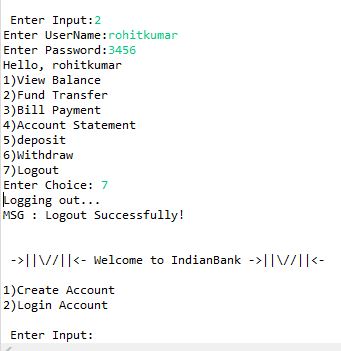 Enter Input:2
Enter UserName:rohitkumar
Enter Password:3456
Hello, rohitkumar
1)View Balance
2)Fund Transfer
3)Bill Payment
4)Account Statement
5)deposit
6)Withdraw
7)Logout
Enter Choice: 7
Logging out...
MSG : Logout Successfully!
->||\//||<- Welcome to IndianBank ->||\//||<-
1)Create Account
2)Login Account
Enter Input: